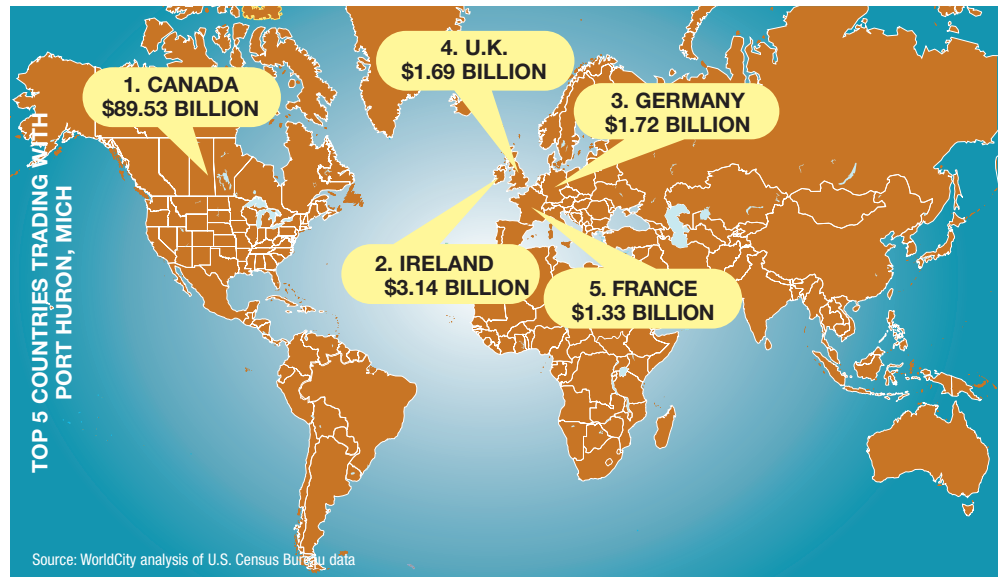 TOP 5 COUNTRIES TRADING WITH
PORT HURON, MICH
1. CANADA
$89.53 BILLION
4. U.K.
$1.69 BILLION
3. GERMANY
$1.72 BILLION
2. IRELAND
$3.14 BILLION
5. FRANCE
$1.33 BILLION
Source: WorldCity analysis of U.S. Census Bureau data